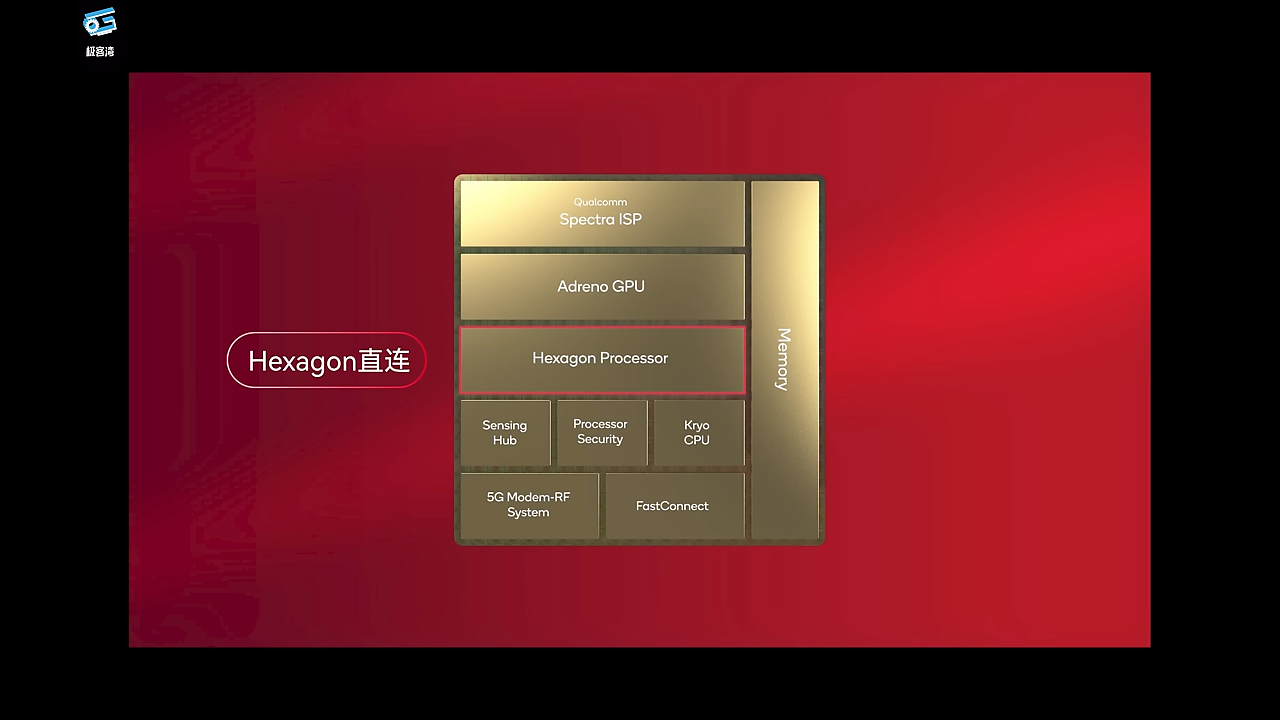 极客湾
Qualcomm
Spectra ISP
Adreno GPU
Hexagon直连
Hexagon Processor
Memory
Sensing
Hub
Processor
Security
Kryo
CPU
5G Modem-RF
System
FastConnect